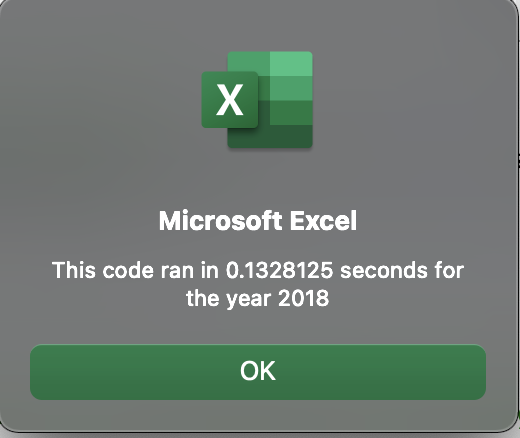 X
Microsoft Excel
This code ran in 0.1328125 seconds for
the year 2018
OK